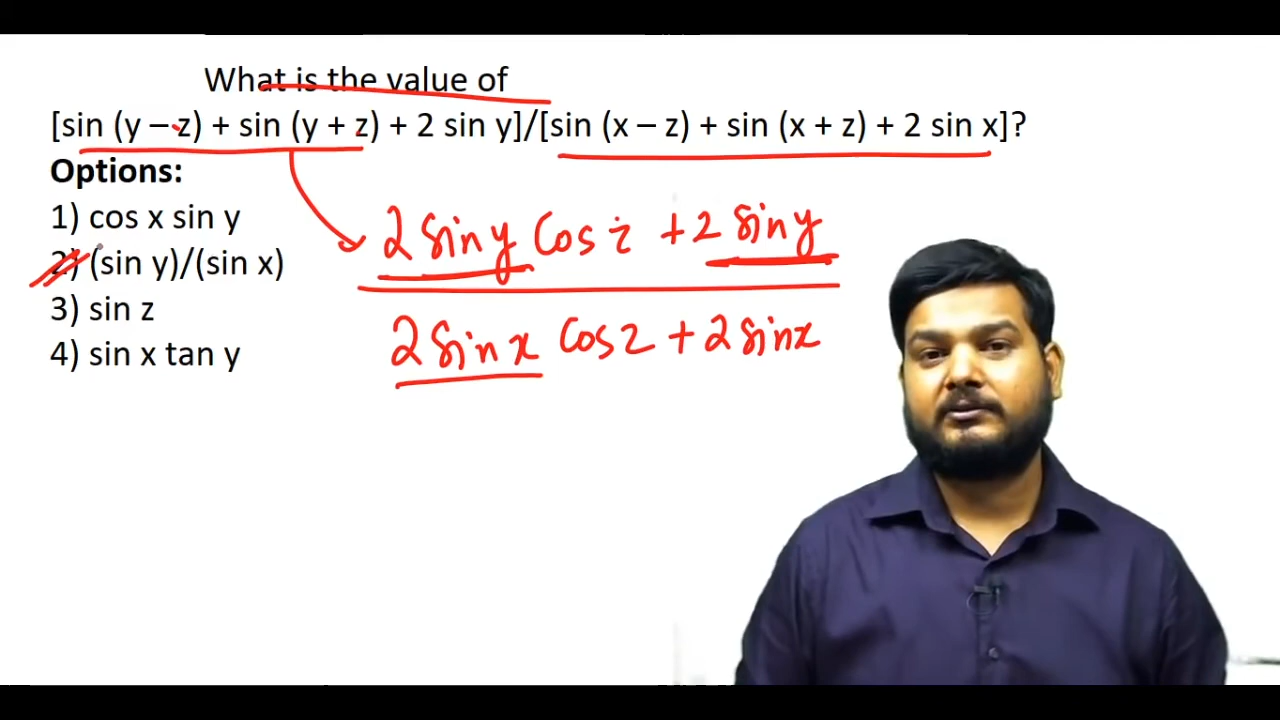 What is the value of
[sin (y – z) + sin (y + z) + 2 sin y]/[sin (x – z) + sin (x + z) + 2 sin x]?
Options:
1) cos x sin y
2) (sin y)/(sin x)
3) sin z
4) sin x tan y
2 sin y cos z + 2 sin y
2 sin x cos z + 2 sin x